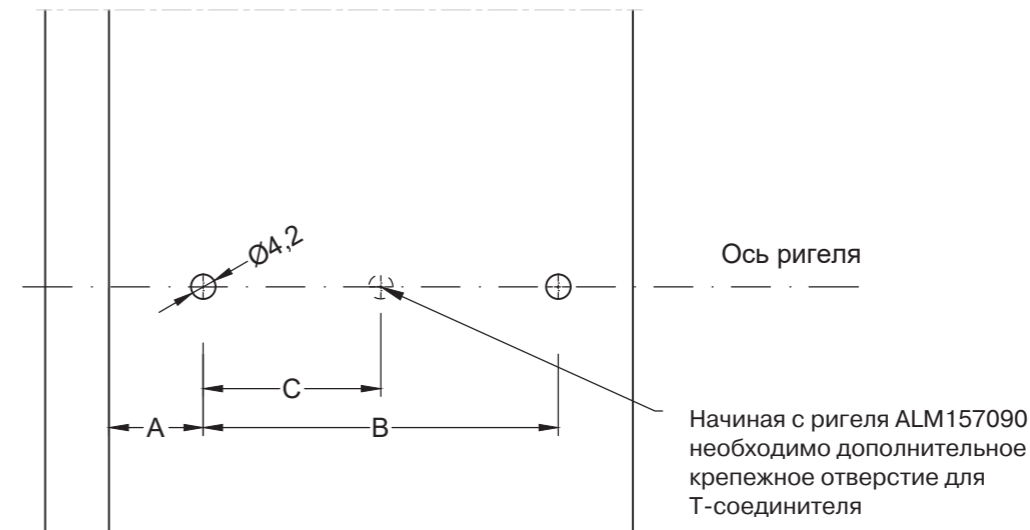 Ø4,2
Ось ригеля
C
A
B
Начиная с ригеля ALM157090
необходимо дополнительное
крепежное отверстие для
Т-соединителя